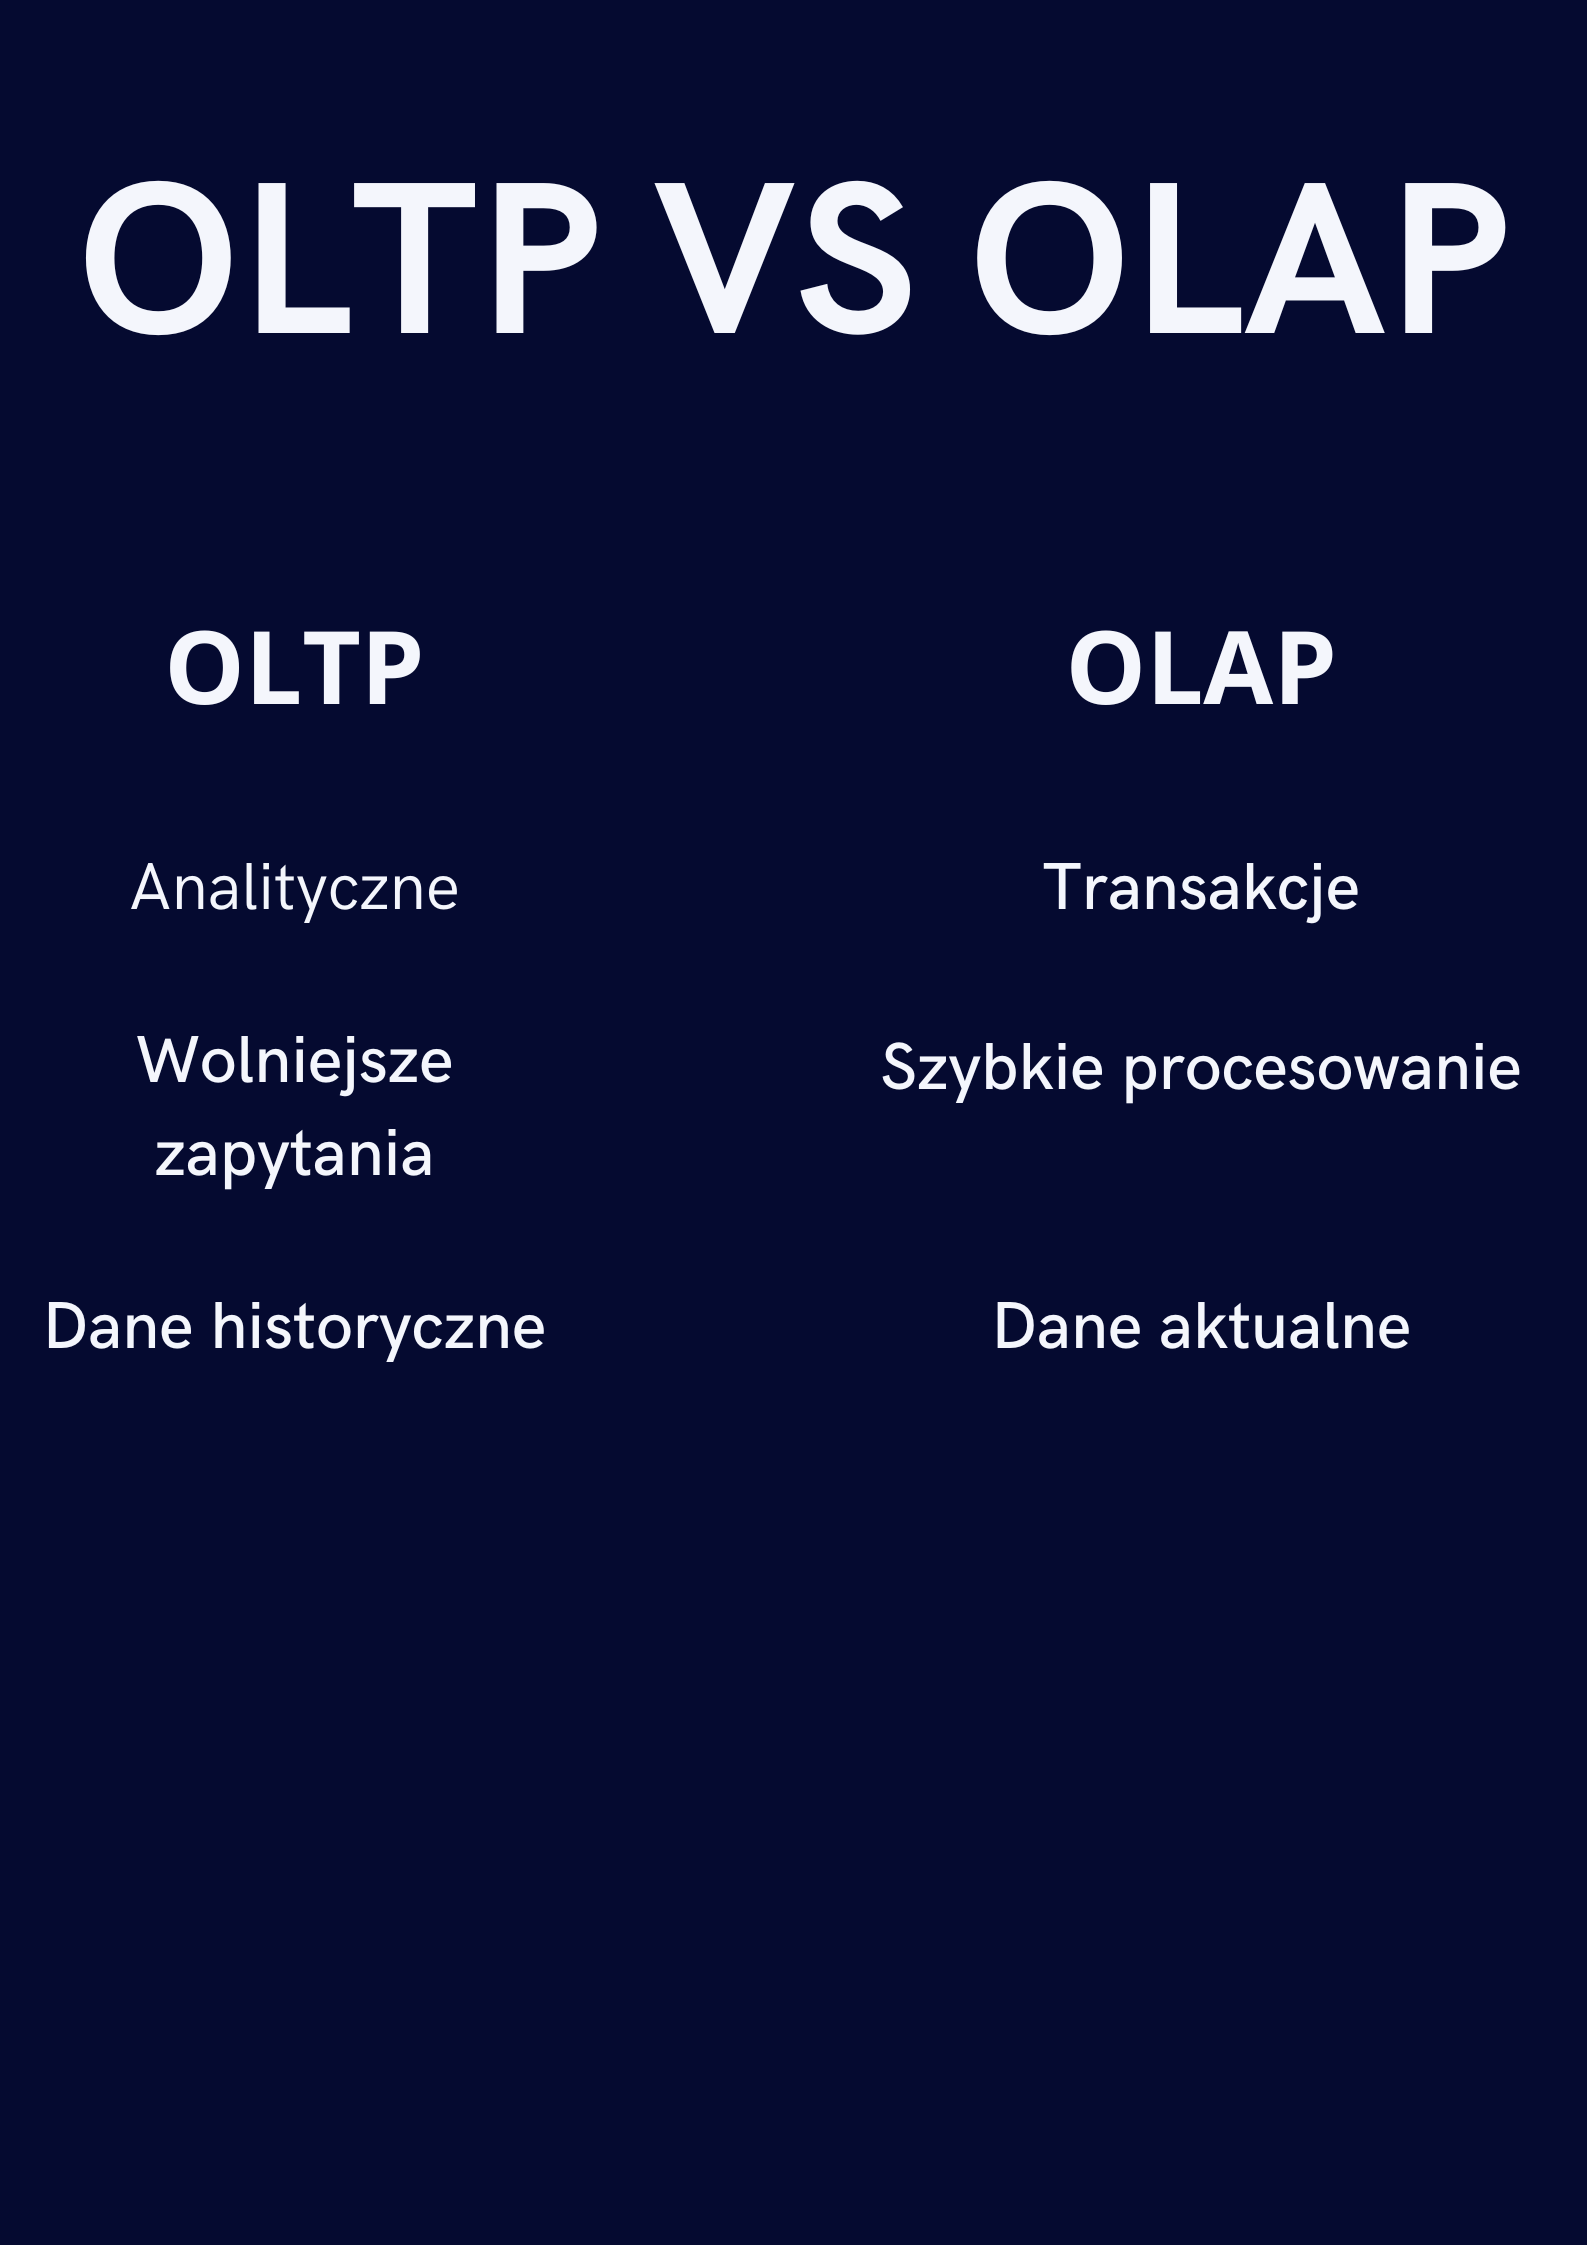 OLTP VS OLAP
OLTP
OLAP
Analityczne
Transakcje
Wolniejsze
zapytania
Szybkie procesowanie
Dane historyczne
Dane aktualne